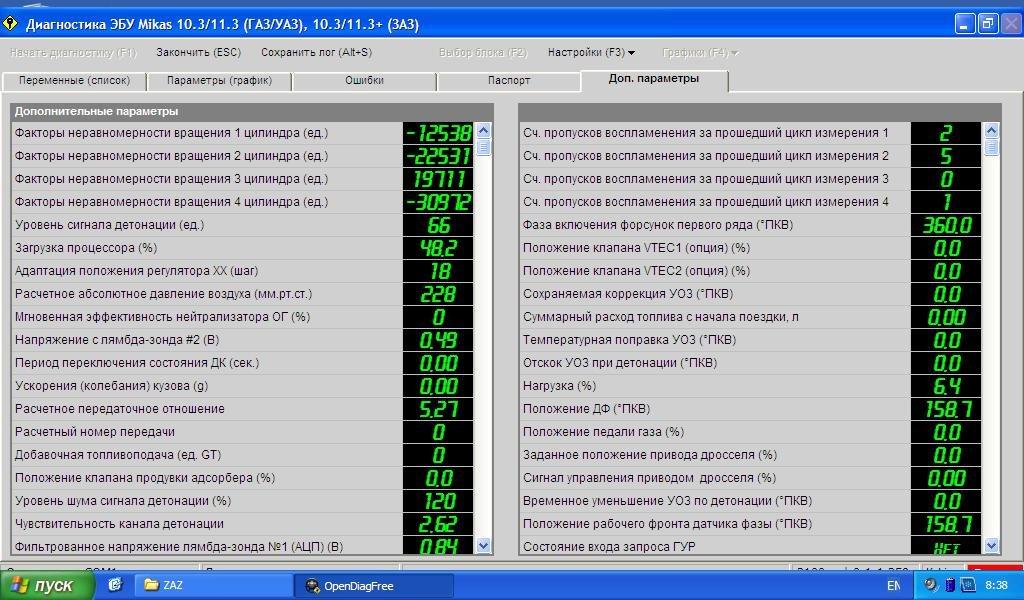 Диагностика ЭБУ Mikas 10.3/11.3 (ГАЗ/УАЗ), 10.3/11.3+ (ЗАЗ)
Начать диагностику (F1) Закончить (ESC) Сохранить лог (Alt+S) Выбор блока (F2) Настройки (F3) Графики (F4)
Переменные (список) Параметры (график) Ошибки Паспорт Доп. параметры
Дополнительные параметры
Факторы неравномерности вращения 1 цилиндра (ед.) -12538
Факторы неравномерности вращения 2 цилиндра (ед.) -22531
Факторы неравномерности вращения 3 цилиндра (ед.) 19711
Факторы неравномерности вращения 4 цилиндра (ед.) -30972
Уровень сигнала детонации (ед.) 66
Загрузка процессора (%) 48.2
Адаптация положения регулятора ХХ (шаг) 18
Расчетное абсолютное давление воздуха (мм.рт.ст.) 228
Мгновенная эффективность нейтрализатора ОГ (%) 0
Напряжение с лямбда-зонда #2 (В) 0.49
Период переключения состояния ДК (сек.) 0.00
Ускорения (колебания) кузова (g) 0.00
Расчетное передаточное отношение 5.27
Расчетный номер передачи 0
Добавочная топливоподача (ед. GT) 0
Положение клапана продувки адсорбера (%) 0.0
Уровень шума сигнала детонации (%) 120
Чувствительность канала детонации 2.62
Фильтрованное напряжение лямбда-зонда №1 (АЦП) (В) 0.84
Сч. пропусков воспламенения за прошедший цикл измерения 1 2
Сч. пропусков воспламенения за прошедший цикл измерения 2 5
Сч. пропусков воспламенения за прошедший цикл измерения 3 0
Сч. пропусков воспламенения за прошедший цикл измерения 4 1
Фаза включения форсунок первого ряда (°ПКВ) 360.0
Положение клапана VTEC1 (опция) (%) 0.0
Положение клапана VTEC2 (опция) (%) 0.0
Сохраняемая коррекция УОЗ (°ПКВ) 0.0
Суммарный расход топлива с начала поездки, л 0.00
Температурная поправка УОЗ (°ПКВ) 0.0
Отскок УОЗ при детонации (°ПКВ) 0.0
Нагрузка (%) 6.4
Положение ДФ (°ПКВ) 158.7
Положение педали газа (%) 0.0
Заданное положение привода дросселя (%) 0.0
Сигнал управления приводом дросселя (%) 0.00
Временное уменьшение УОЗ по детонации (°ПКВ) 0.0
Положение рабочего фронта датчика фазы (°ПКВ) 158.7
Состояние входа запроса ГУР нет
пуск ZAZ OpenDiagFree EN 8:38